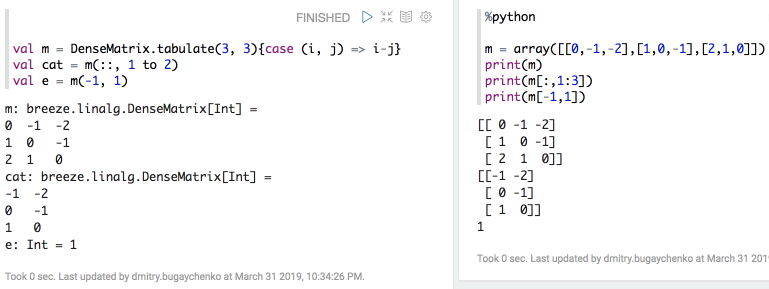 FINISHED
val m = DenseMatrix.tabulate(3, 3){case (i, j) => i-j}
val cat = m(::, 1 to 2)
val e = m(-1, 1)
m: breeze.linalg.DenseMatrix[Int] =
0 -1 -2
1 0 -1
2 1 0
cat: breeze.linalg.DenseMatrix[Int] =
-1 -2
0 -1
1 0
e: Int = 1
Took 0 sec. Last updated by dmitry.bugaychenko at March 31 2019, 10:34:26 PM.
%python
m = array([[0,-1,-2],[1,0,-1],[2,1,0]])
print(m)
print(m[:,1:3])
print(m[-1,1])
[[ 0 -1 -2]
[ 1 0 -1]
[ 2 1 0]]
[[-1 -2]
[ 0 -1]
[ 1 0]]
1
Took 0 sec. Last updated by dmitry.bugaychenko at March 31 201